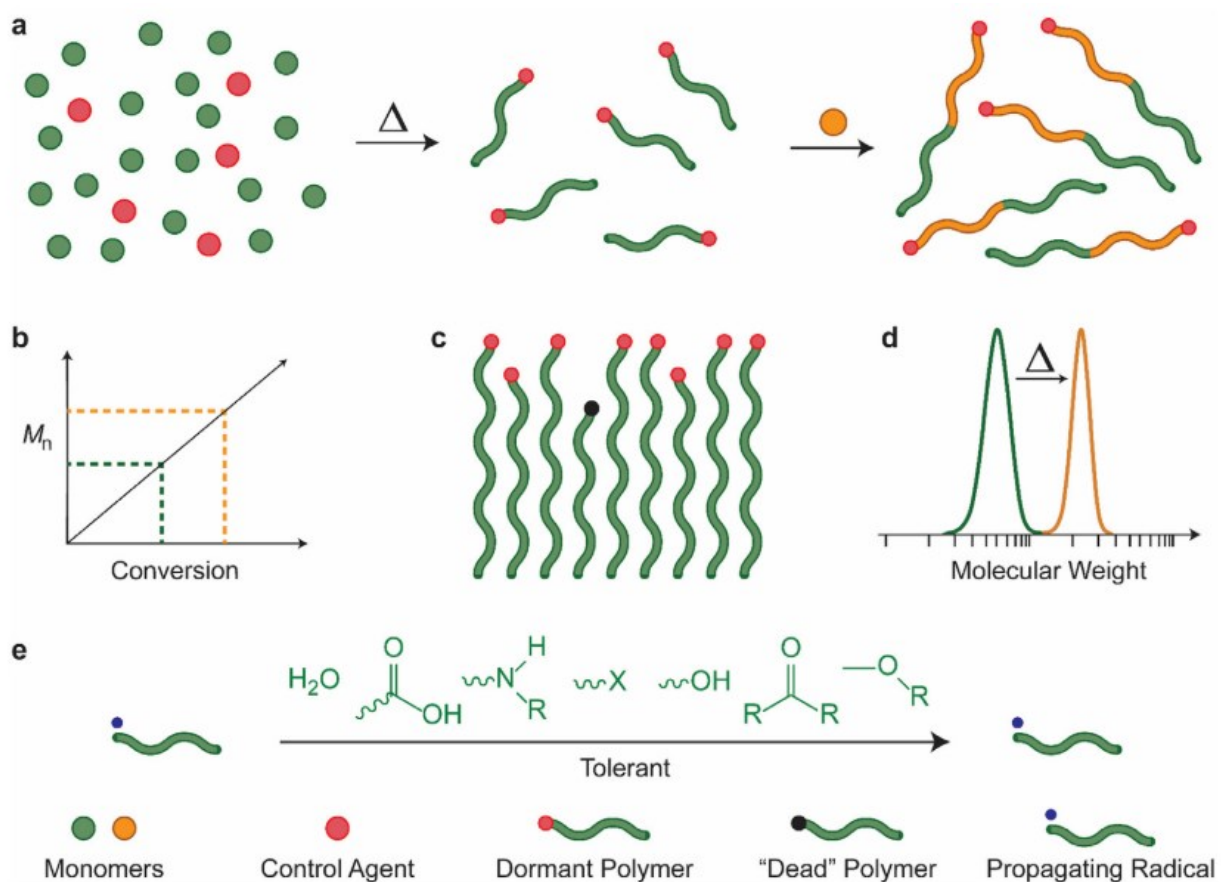 a
Δ
b
Mn
Conversion
c
d
Δ
Molecular Weight
e
H2O
O
OH
H
N
R
X
OH
O
R R
O
R
Tolerant
Monomers
Control Agent
Dormant Polymer
“Dead” Polymer
Propagating Radical